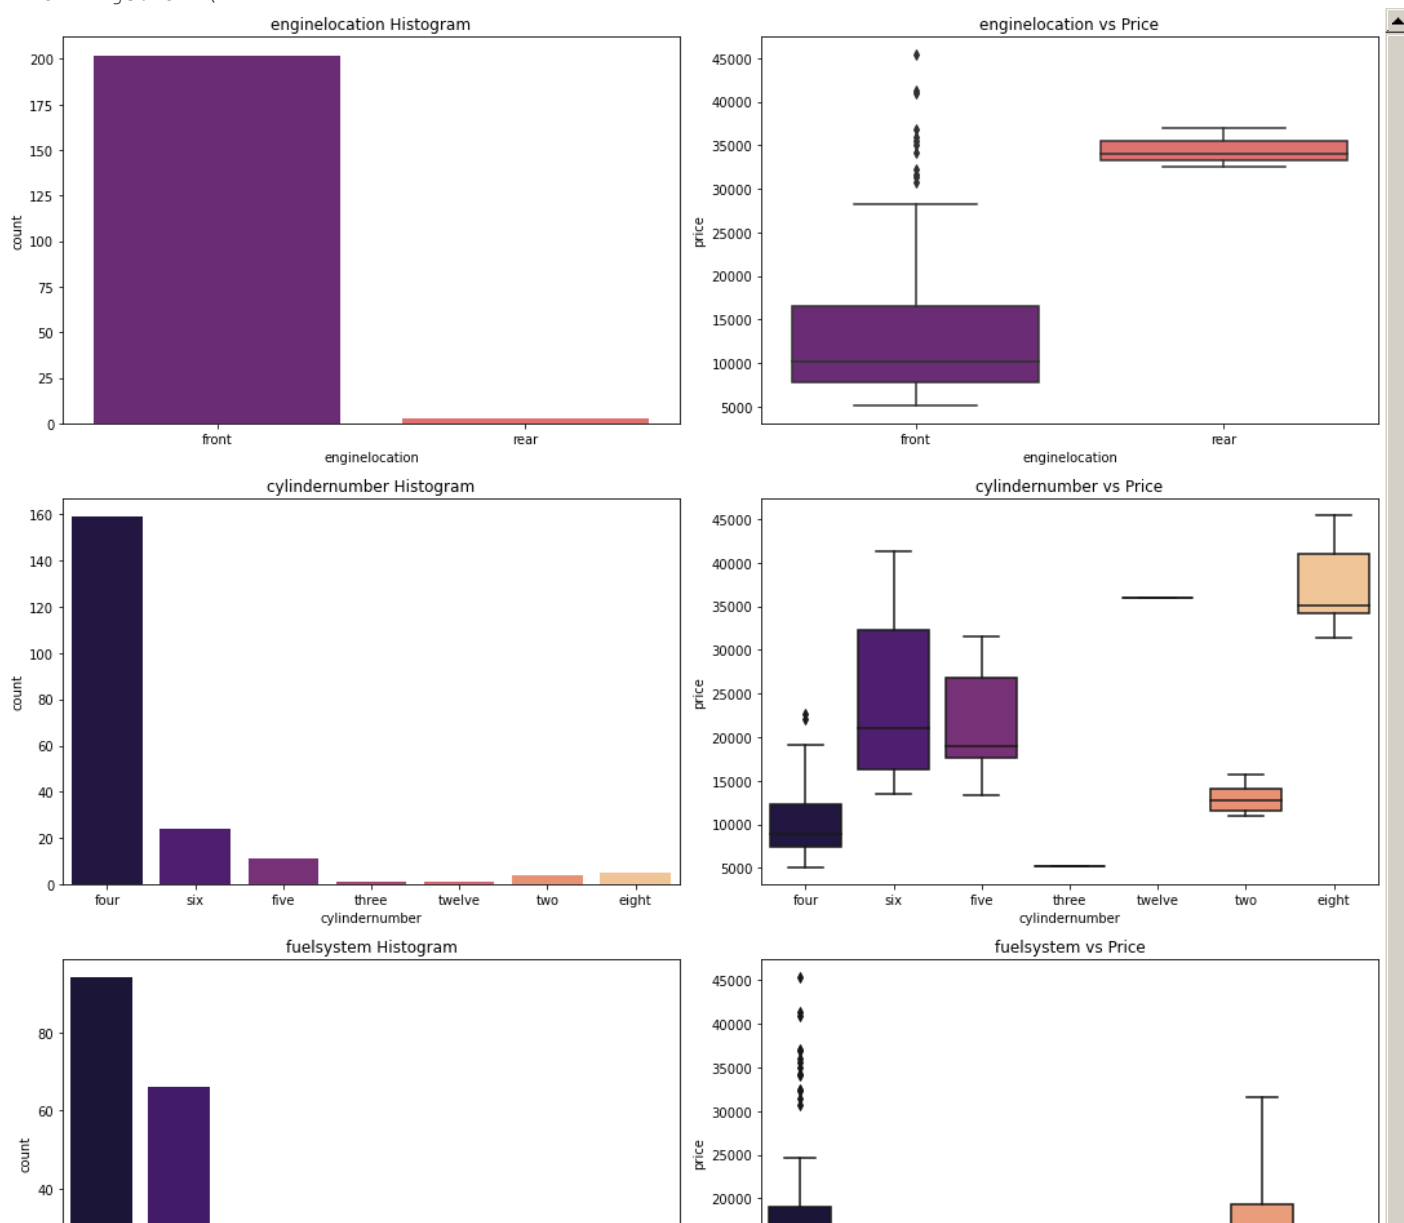 enginelocation Histogram
200
175
150
125
100
75
50
25
0
count
front rear
enginelocation
enginelocation vs Price
45000
40000
35000
30000
25000
20000
15000
10000
5000
price
front rear
enginelocation
cylindernumber Histogram
160
140
120
100
80
60
40
20
0
count
four six five three twelve two eight
cylindernumber
cylindernumber vs Price
45000
40000
35000
30000
25000
20000
15000
10000
5000
price
four six five three twelve two eight
cylindernumber
fuelsystem Histogram
80
60
40
count
fuelsystem vs Price
45000
40000
35000
30000
25000
20000
price